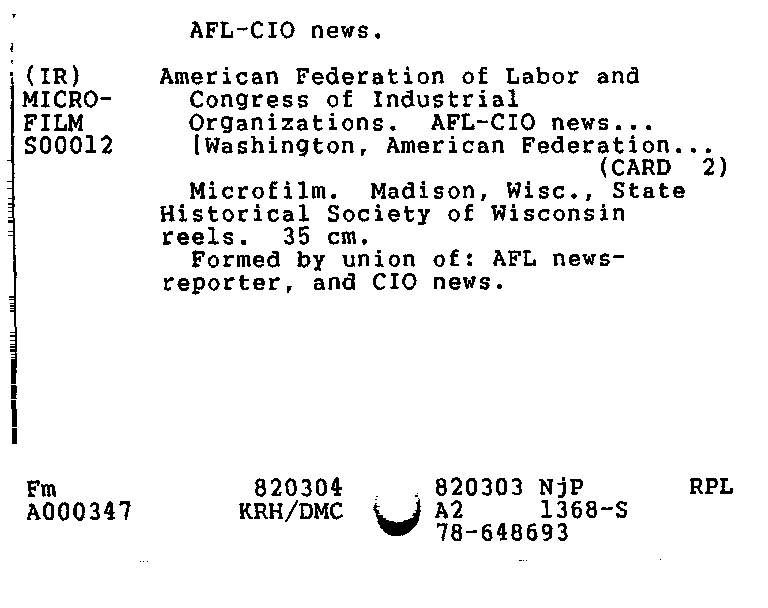 AFL-CIO news.
(IR) American Federation of Labor and
MICRO- Congress of Industrial
FILM Organizations. AFL-CIO news...
S00012 [Washington, American Federation...
(CARD 2)
Microfilm. Madison, Wisc., State
Historical Society of Wisconsin
reels. 35 cm.
Formed by union of: AFL news-
reporter, and CIO news.
Fm 820304 820303 NjP RPL
A000347 KRH/DMC A2 1368-S
78-648693